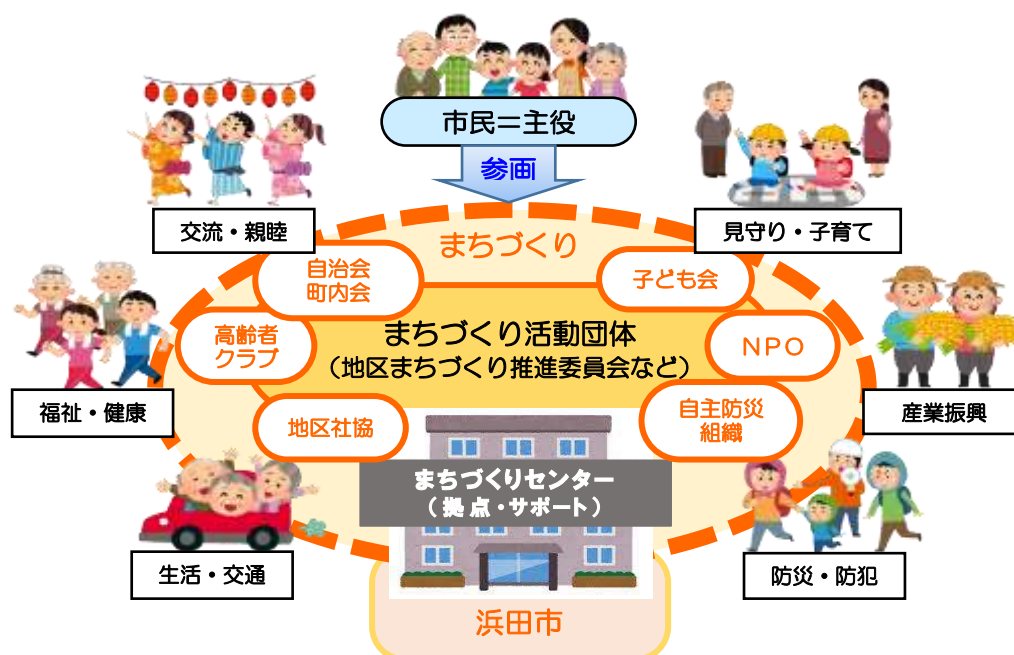 市民＝主役
参画
交流・親睦
見守り・子育て
まちづくり
自治会
町内会
子ども会
高齢者
クラブ
まちづくり活動団体
（地区まちづくり推進委員会など）
NPO
福祉・健康
地区社協
自主防災
組織
産業振興
まちづくりセンター
（拠点・サポート）
生活・交通
防災・防犯
浜田市